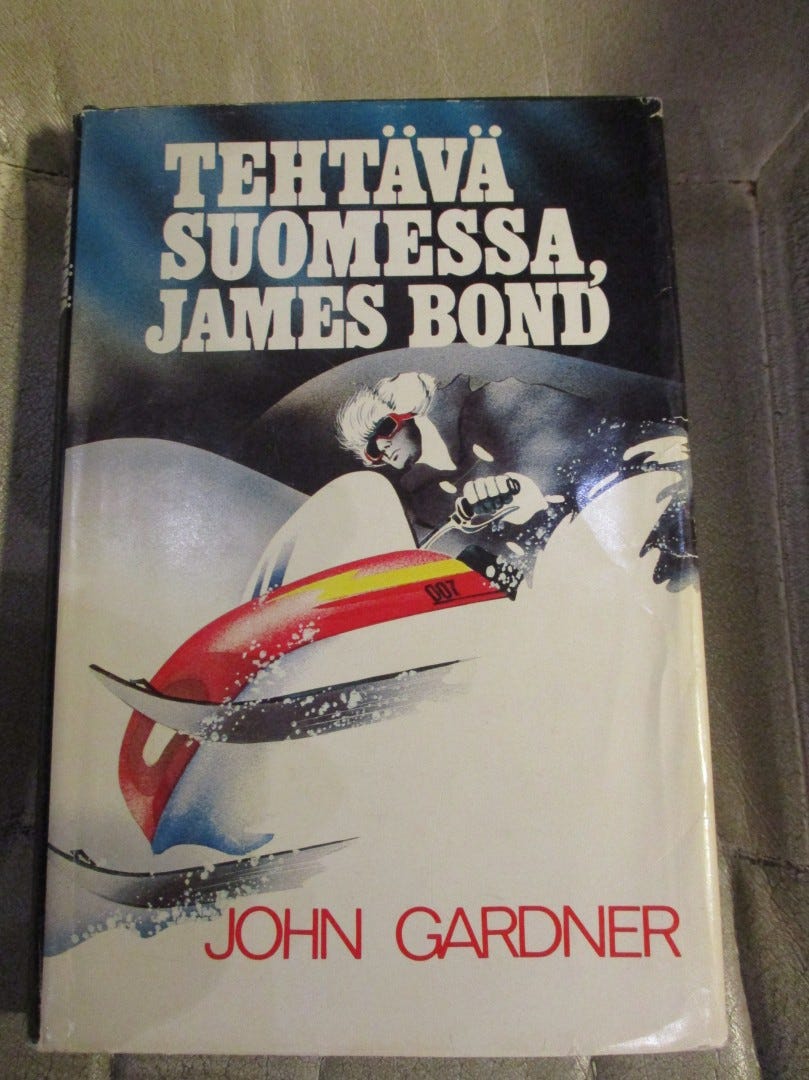 TEHTÄVÄ
SUOMESSA,
JAMES BOND
007
JOHN GARDNER